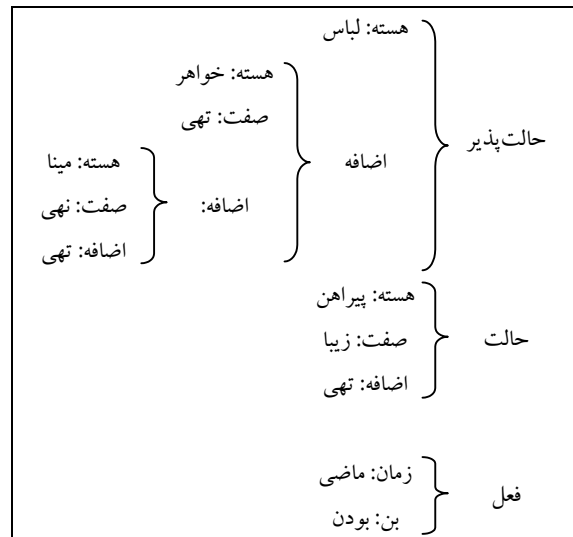 هسته: لباس
هسته: خواهر
صفت: تهی
حالت‌پذیر
اضافه
هسته: مینا
اضافه:
صفت: نهی
اضافه: تهی
هسته: پیراهن
حالت
صفت: زیبا
اضافه: تهی
زمان: ماضی
فعل
بن: بودن